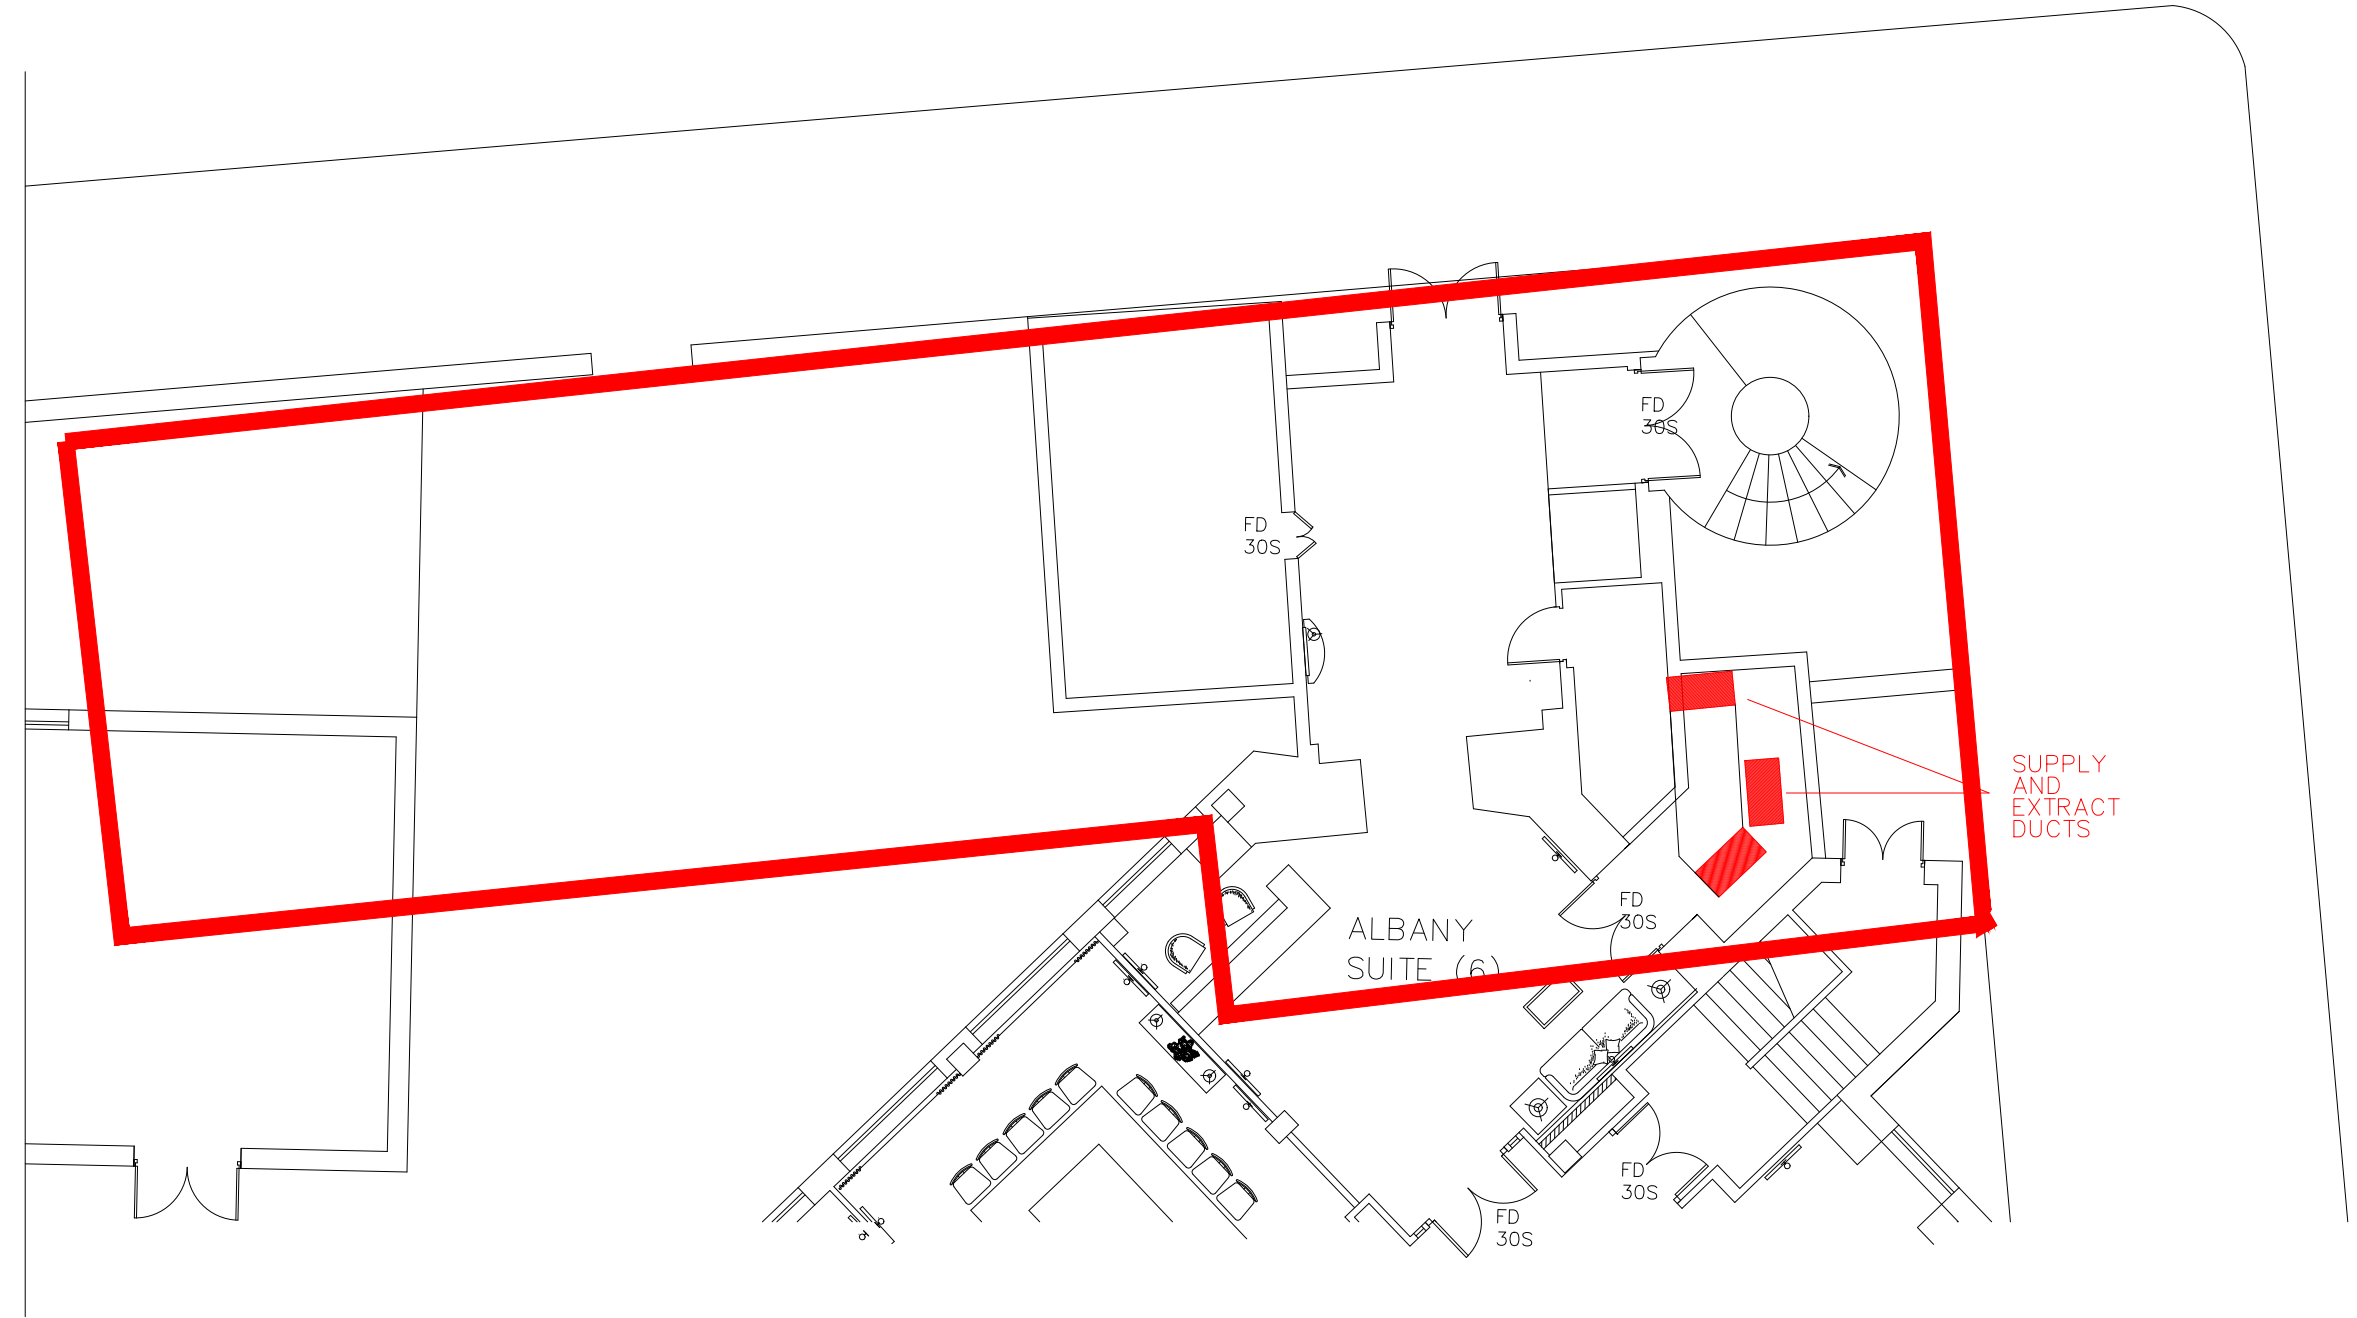 FD
30S
FD
30S
SUPPLY
AND
EXTRACT
DUCTS
FD
30S
ALBANY
SUITE (6)
FD
30S
FD
30S